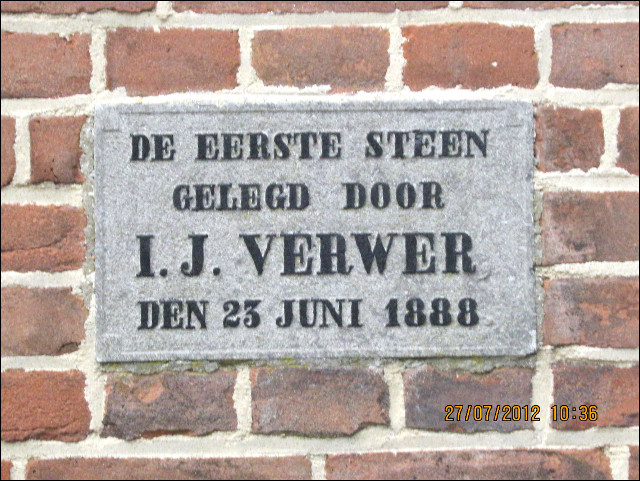 DE EERSTE STEEN
GELEGD DOOR
I. J. VERWER
DEN 23 JUNI 1888
27/07/2012 10:36